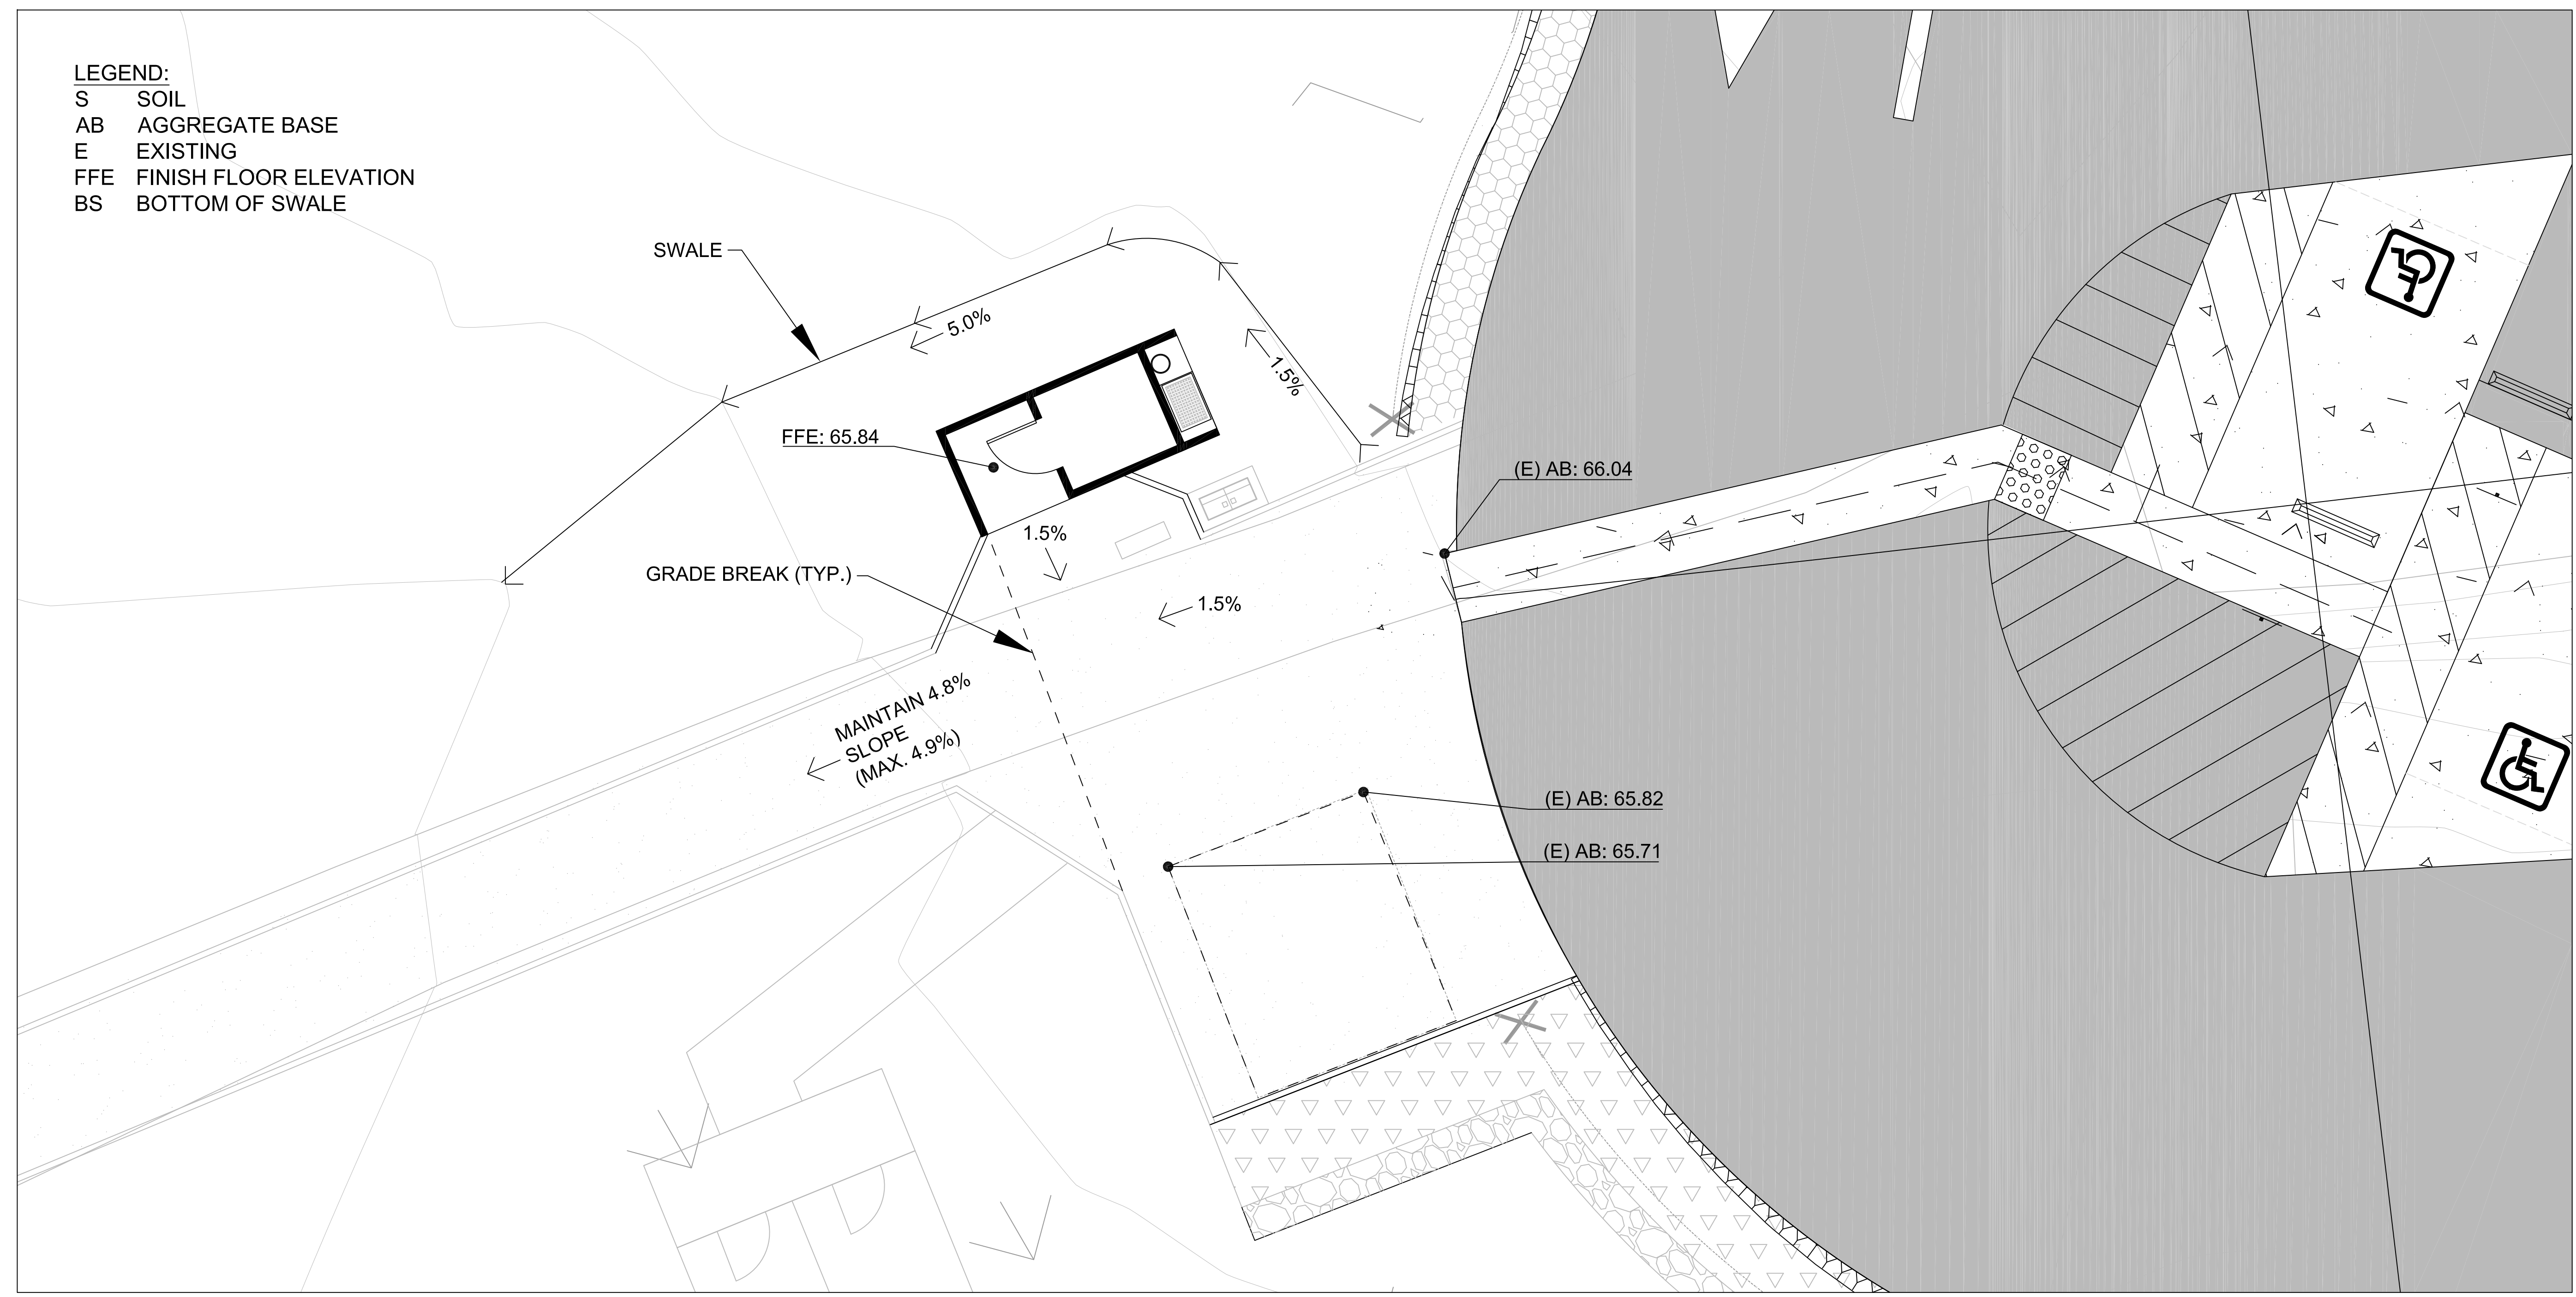 LEGEND:
S SOIL
AB AGGREGATE BASE
E EXISTING
FFE FINISH FLOOR ELEVATION
BS BOTTOM OF SWALE
SWALE
5.0%
1.5%
FFE: 65.84
(E) AB: 66.04
1.5%
GRADE BREAK (TYP.)
1.5%
MAINTAIN 4.8%
SLOPE
(MAX. 4.9%)
(E) AB: 65.82
(E) AB: 65.71